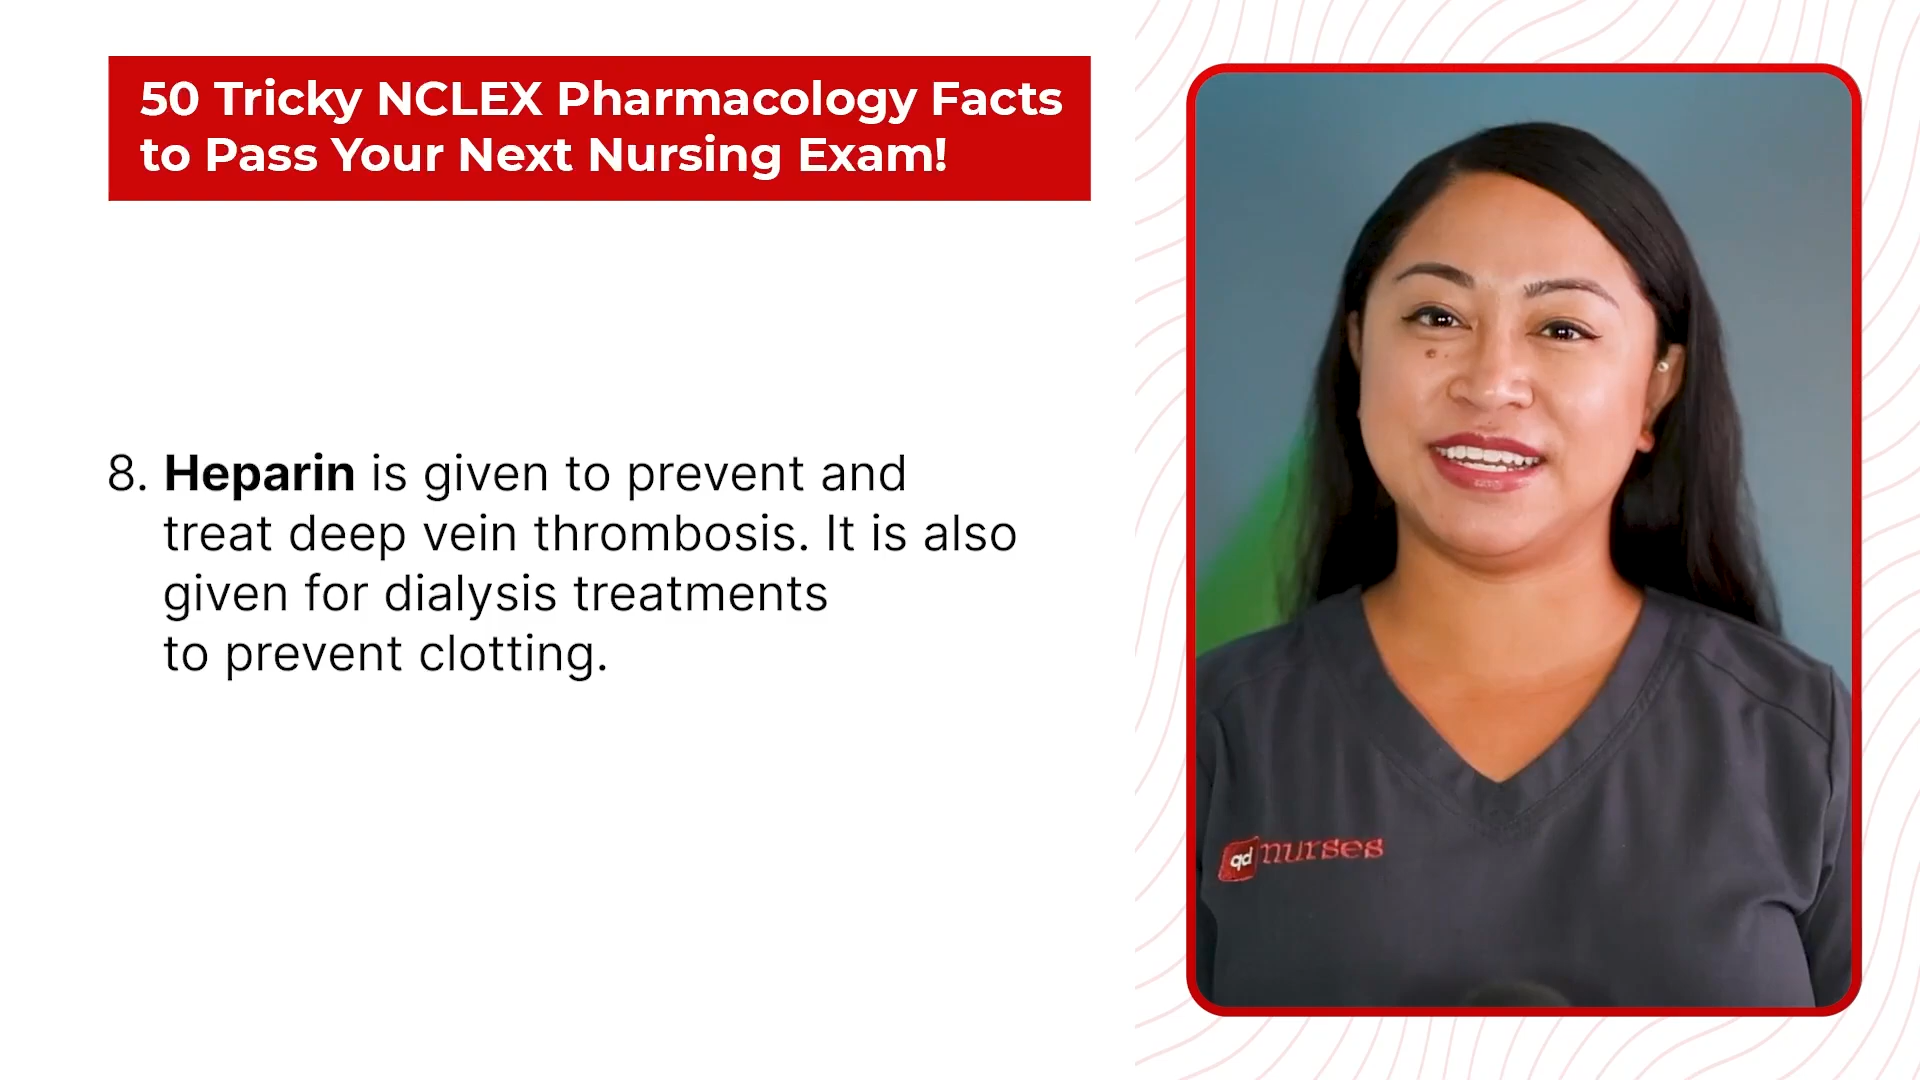 50 Tricky NCLEX Pharmacology Facts
to Pass Your Next Nursing Exam!
8. Heparin is given to prevent and
treat deep vein thrombosis. It is also
given for dialysis treatments
to prevent clotting.
qd nurses